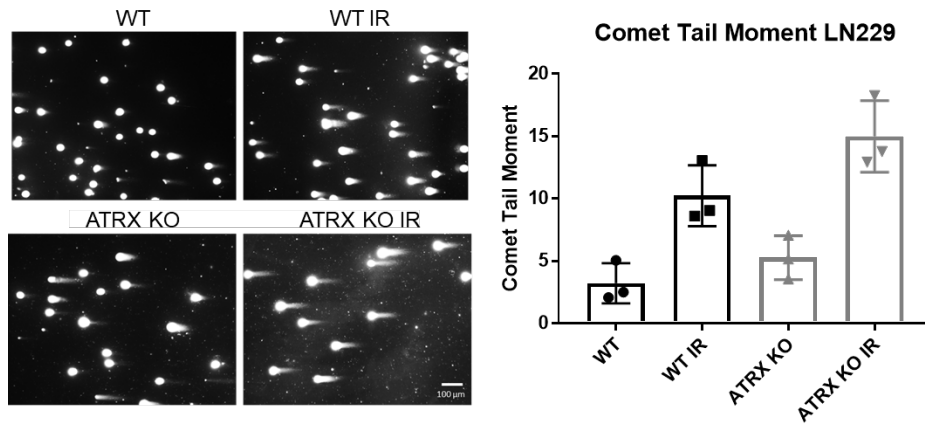 WT
WT IR
ATRX KO
ATRX KO IR
100 µm
Comet Tail Moment LN229
Comet Tail Moment
20
15
10
5
0
WT
WT IR
ATRX KO
ATRX KO IR